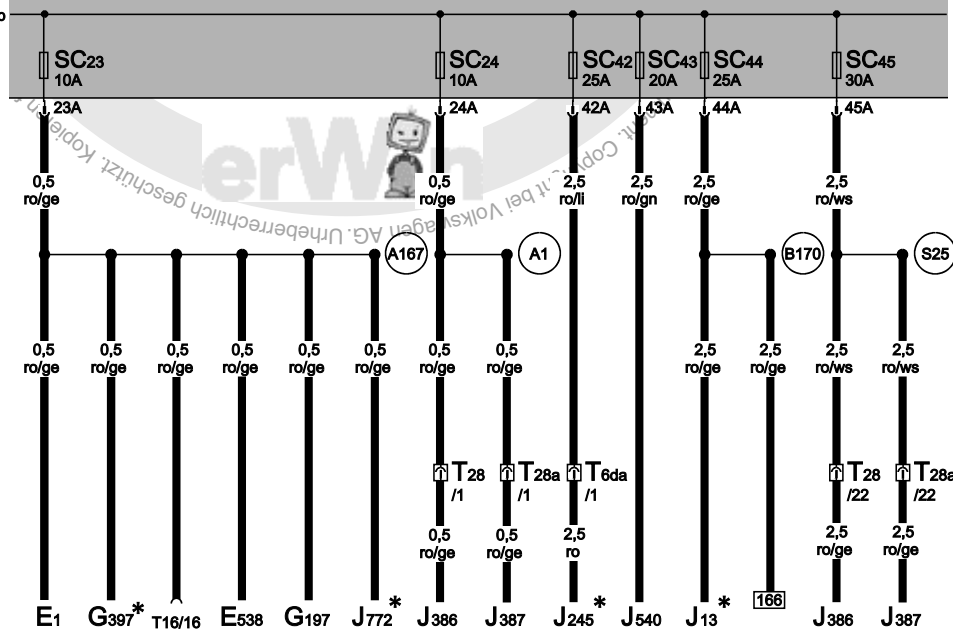 SC23 SC24 SC42 SC43 SC44 SC45
10A 10A 25A 20A 25A 30A
23A 24A 42A 43A 44A 45A
erWin
0,5 0,5 2,5 2,5 2,5 2,5
ro/ge ro/ge ro/li ro/gn ro/ge ro/ws
A167 A1 B170 S25
0,5 0,5 0,5 0,5 0,5 0,5 0,5 0,5 2,5 2,5 2,5 2,5
ro/ge ro/ge ro/ge ro/ge ro/ge ro/ge ro/ge ro/ge ro/ge ro/ge ro/ws ro/ws
T28 T28a T6da T28 T28a
/1 /1 /1 /22 /22
0,5 0,5 2,5 2,5 2,5
ro/ge ro/ge ro ro/ge ro/ge
E1 G397* T16/16 E538 G197 J772* J386 J387 J245* J540 J13* 166 J386 J387
Volkswagen AG. Urheberrechtlich geschützt. Kopieren